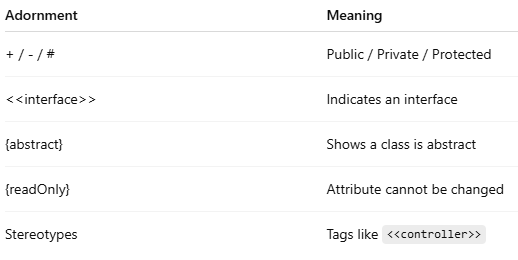 Adornment Meaning
+ / - / # Public / Private / Protected
<<interface>> Indicates an interface
{abstract} Shows a class is abstract
{readOnly} Attribute cannot be changed
Stereotypes Tags like <<controller>>